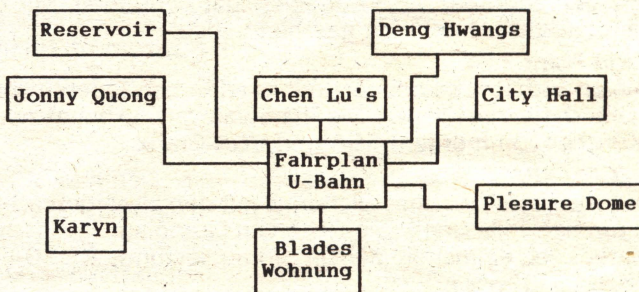 Reservoir
Deng Hwangs
Jonny Quong
Chen Lu's
City Hall
Fahrplan
U-Bahn
Plesure Dome
Karyn
Blades
Wohnung